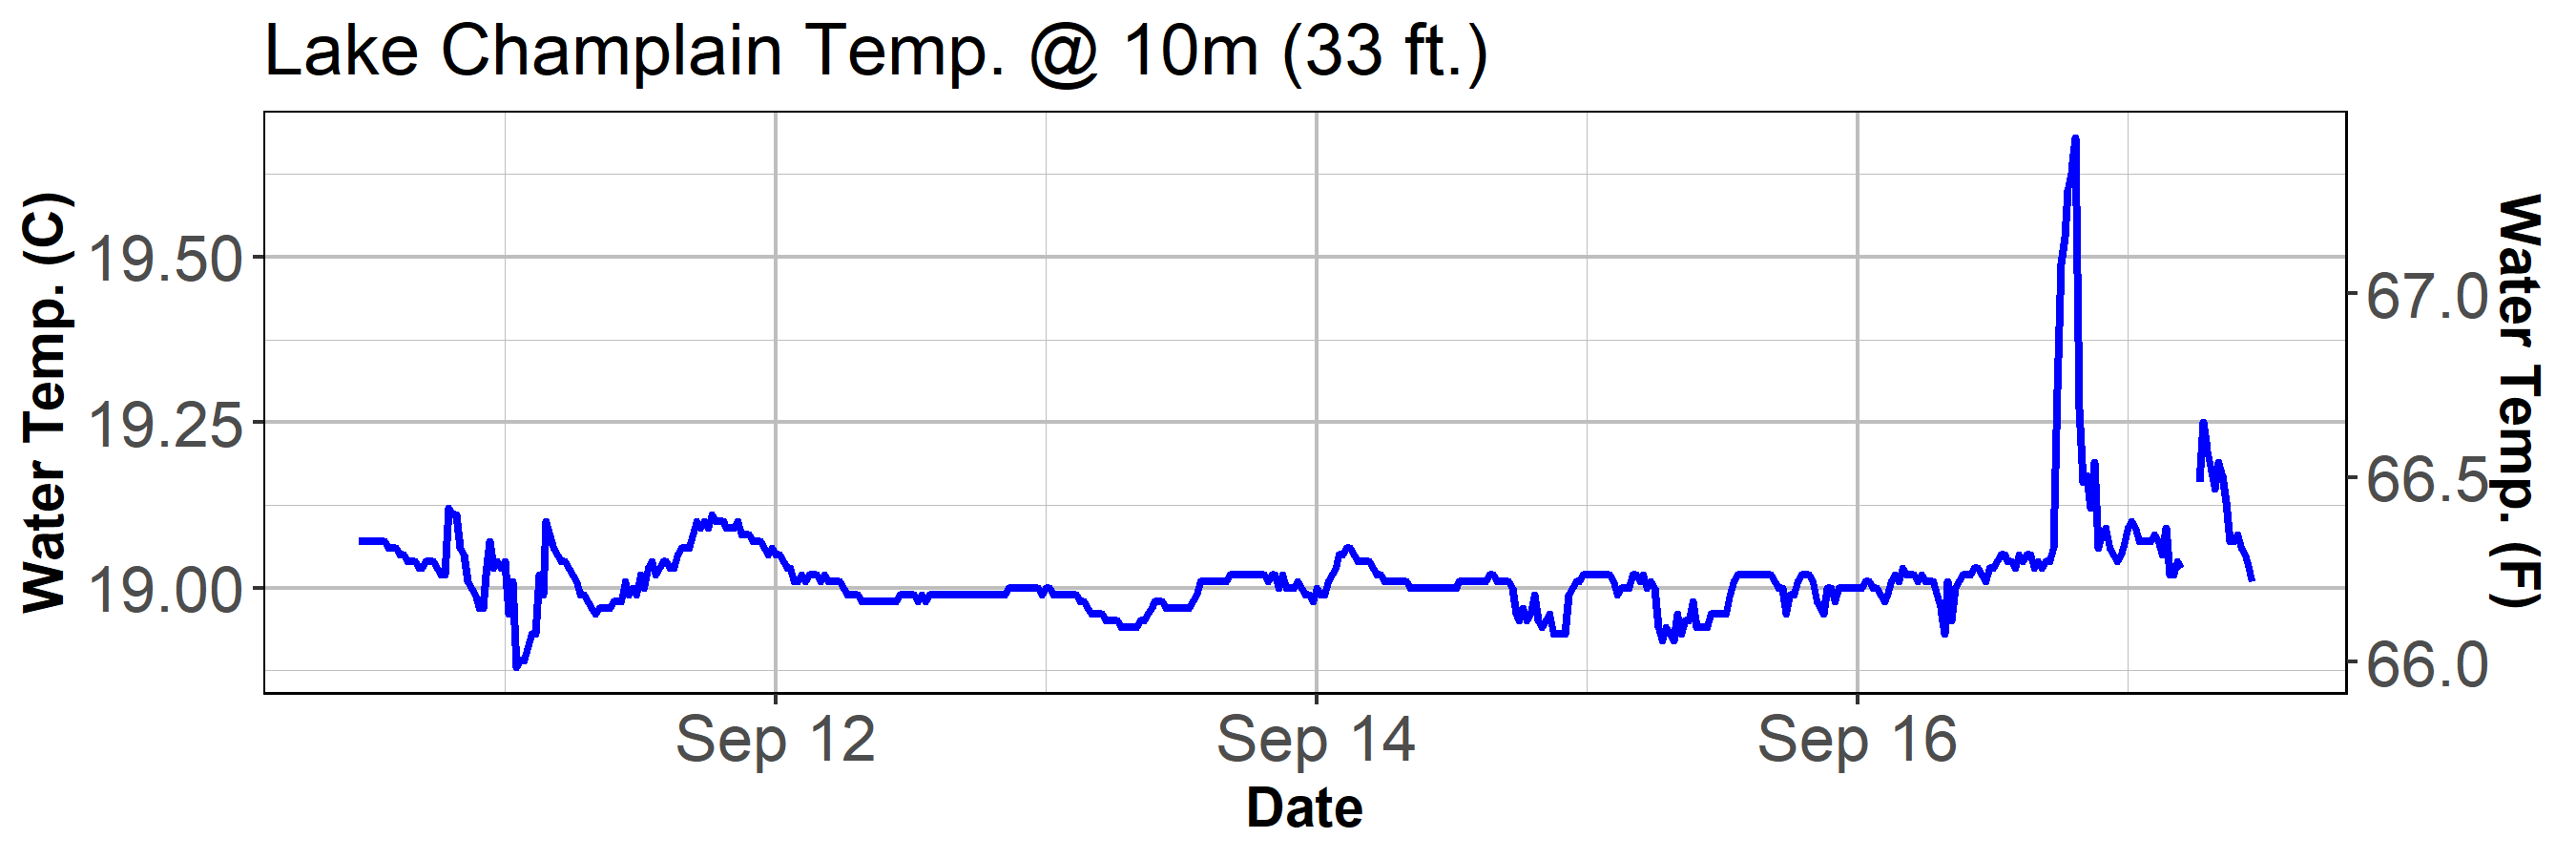 Lake Champlain Temp. @ 10m (33 ft.)
Water Temp. (C)
19.50
19.25
19.00
67.0
66.5
66.0
Water Temp. (F)
Sep 12
Sep 14
Sep 16
Date